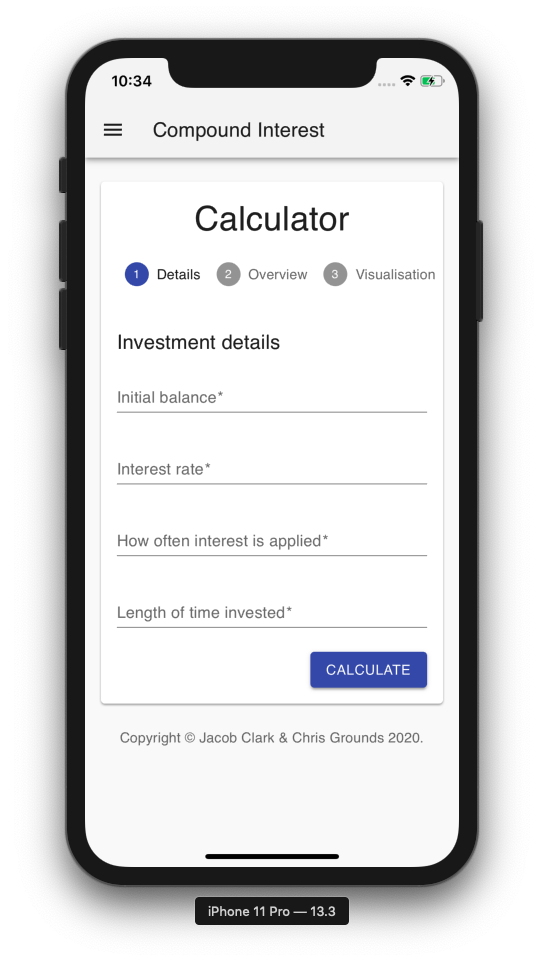 10:34
Compound Interest
Calculator
1 Details 2 Overview 3 Visualisation
Investment details
Initial balance*
Interest rate*
How often interest is applied*
Length of time invested*
CALCULATE
Copyright © Jacob Clark & Chris Grounds 2020.
iPhone 11 Pro — 13.3